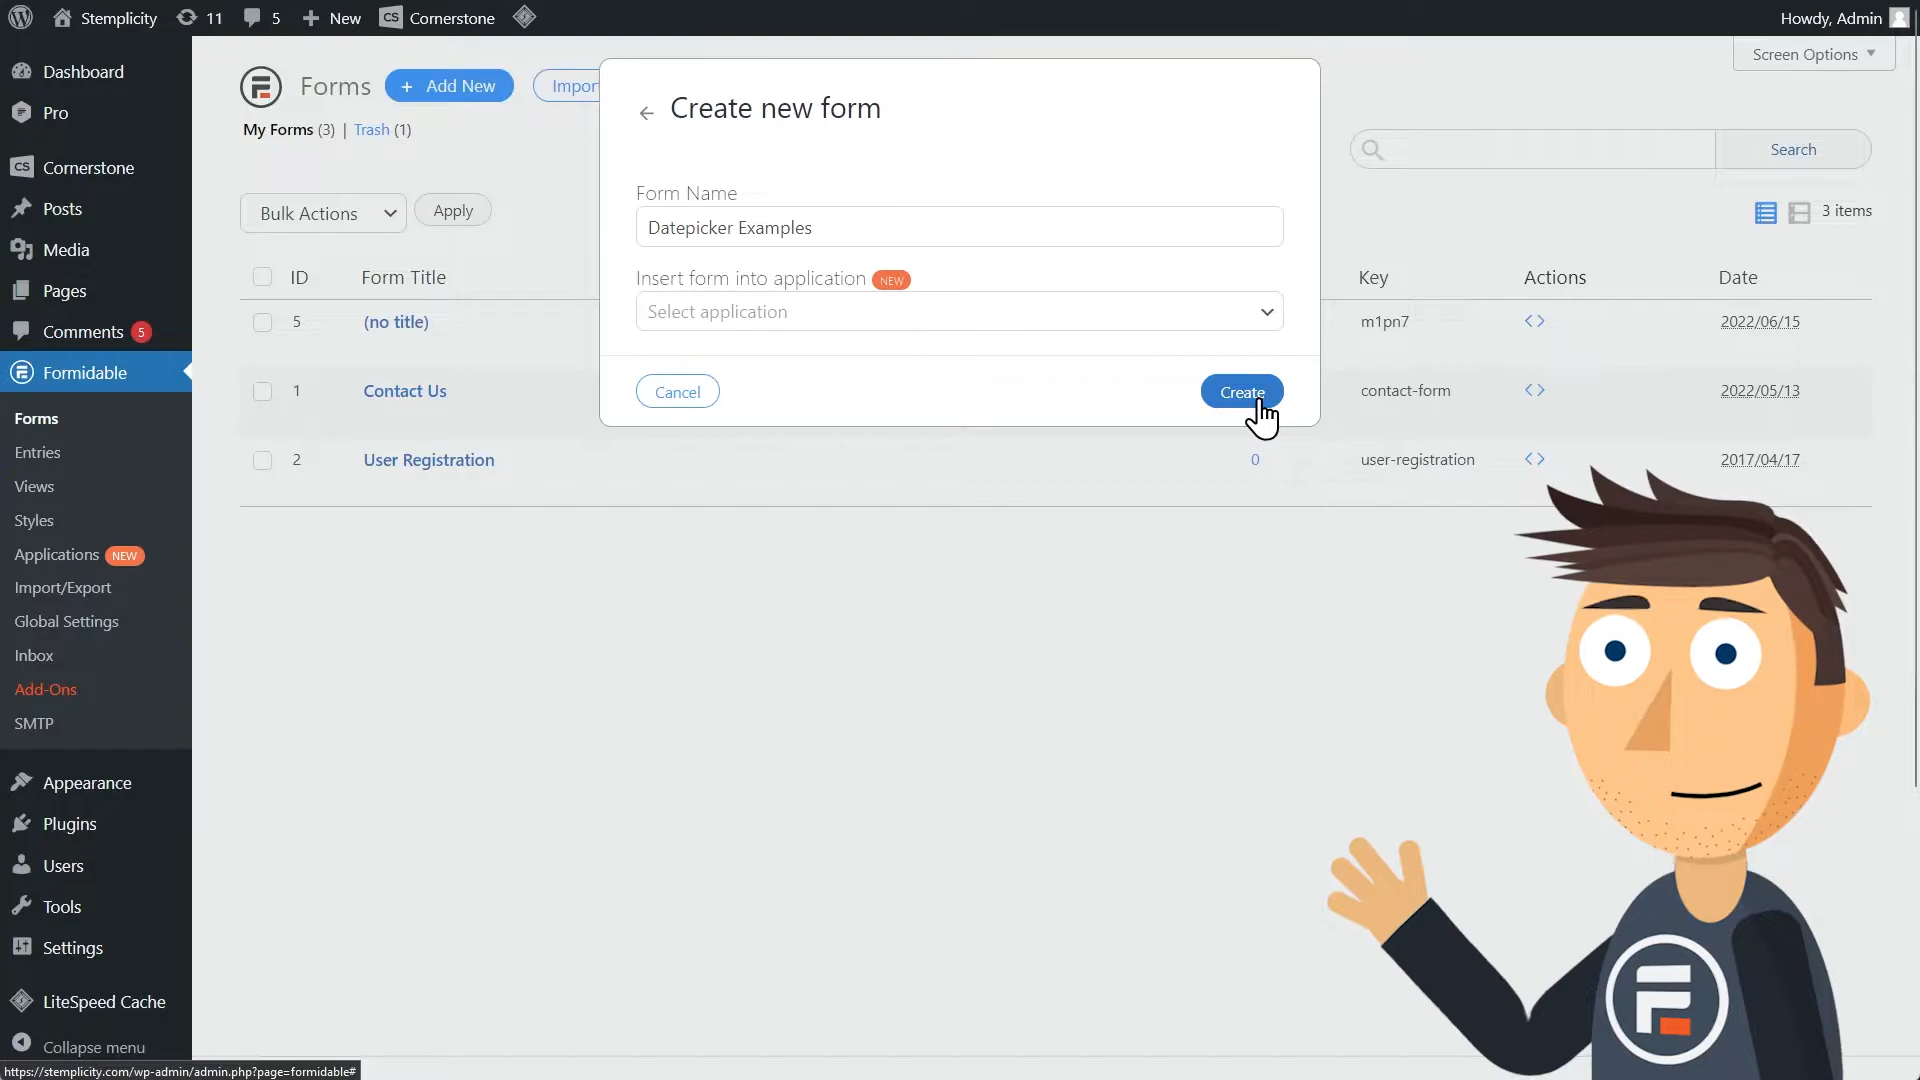 Stemplicity 11 5 New CS Cornerstone Howdy, Admin
Screen Options
Dashboard
Pro
CS Cornerstone
Posts
Media
Pages
Comments 5
Formidable
Forms
Entries
Views
Styles
Applications NEW
Import/Export
Global Settings
Inbox
Add-Ons
SMTP
Appearance
Plugins
Users
Tools
Settings
LiteSpeed Cache
Collapse menu
Forms + Add New Impor
My Forms (3) | Trash (1)
Search
Bulk Actions Apply
3 items
ID Form Title Key Actions Date
5 (no title) m1pn7 2022/06/15
1 Contact Us contact-form 2022/05/13
2 User Registration 0 user-registration 2017/04/17
Create new form
Form Name
Datepicker Examples
Insert form into application NEW
Select application
Cancel Create
https://stemplicity.com/wp-admin/admin.php?page=formidable#